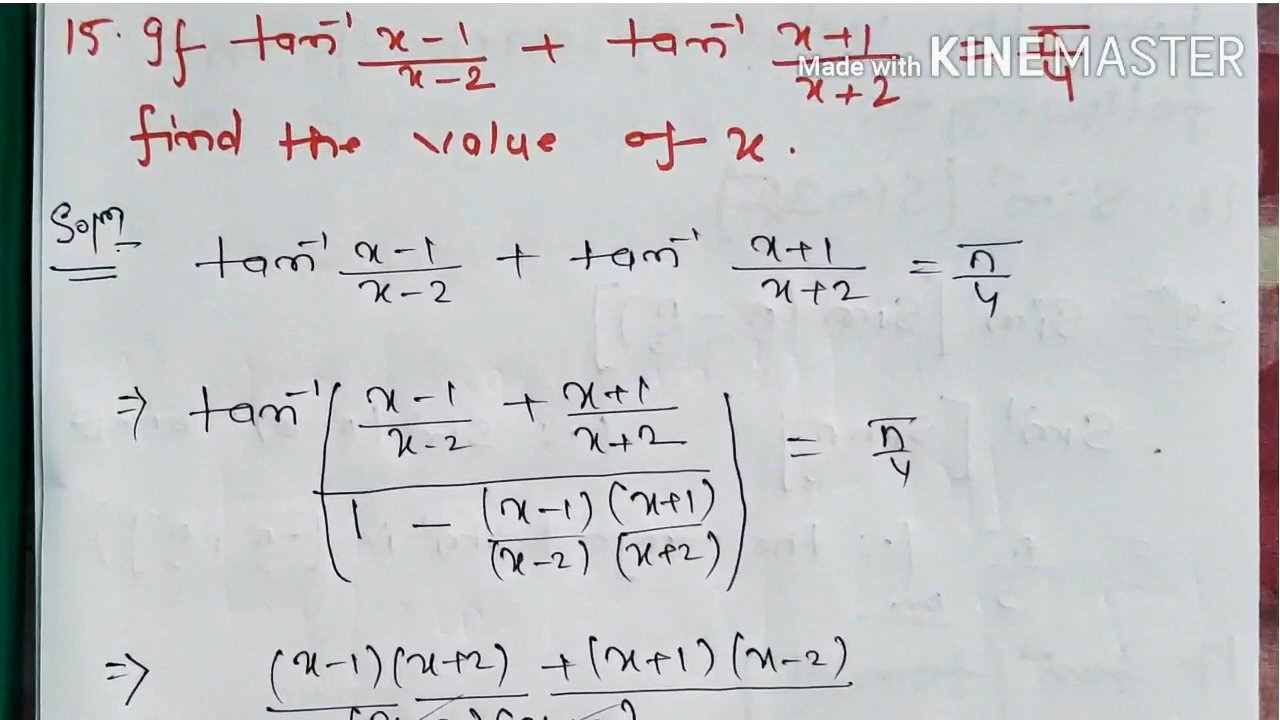 15. If tan⁻¹ (x-1)/(x-2) + tan⁻¹ (x+1)/(x+2) = π/4
Made with KINEMASTER
find the value of x.
Soln
tan⁻¹ (x-1)/(x-2) + tan⁻¹ (x+1)/(x+2) = π/4
⇒ tan⁻¹ ( ( (x-1)/(x-2) + (x+1)/(x+2) ) / ( 1 - (x-1)(x+1)/(x-2)(x+2) ) ) = π/4
⇒ (x-1)(x+2) + (x+1)(x-2)